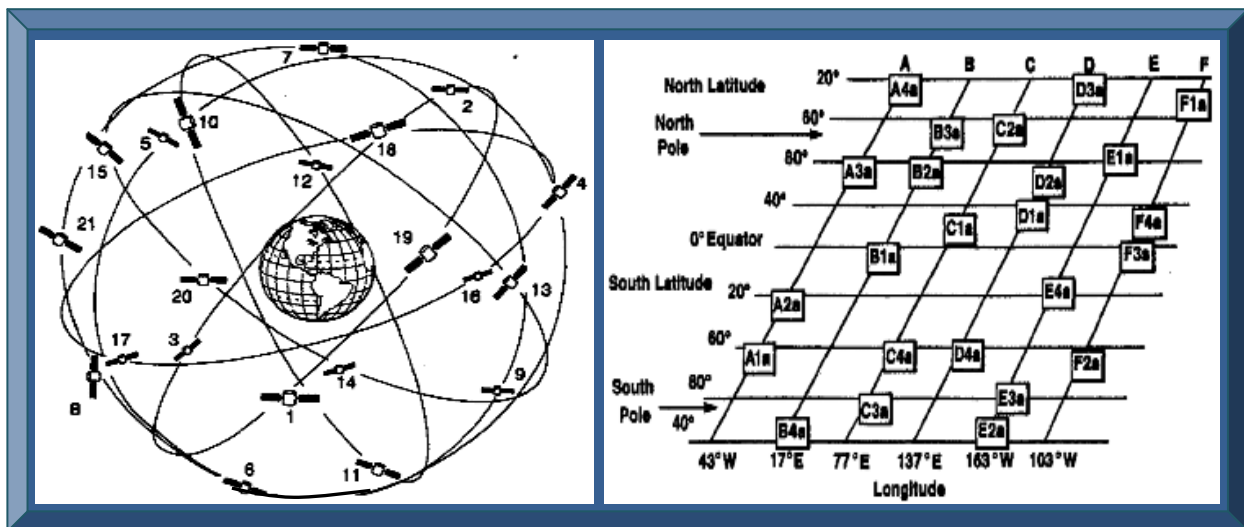 7
2
10
5
18
15
12
4
21
19
20
16
13
17
3
14
9
8
1
6
11
A B C D E F
North Latitude 20°
A4a D3a F1a
60°
North Pole
B3a C2a
80°
E1a
A3a B2a D2a
40°
D1a F4a
C1a
0° Equator
B1a F3a
South Latitude 20°
E4a
A2a
60°
A1a C4a D4a F2a
80°
South Pole
E3a
C3a
40°
B4a E2a
43°W 17°E 77°E 137°E 163°W 103°W
Longitude